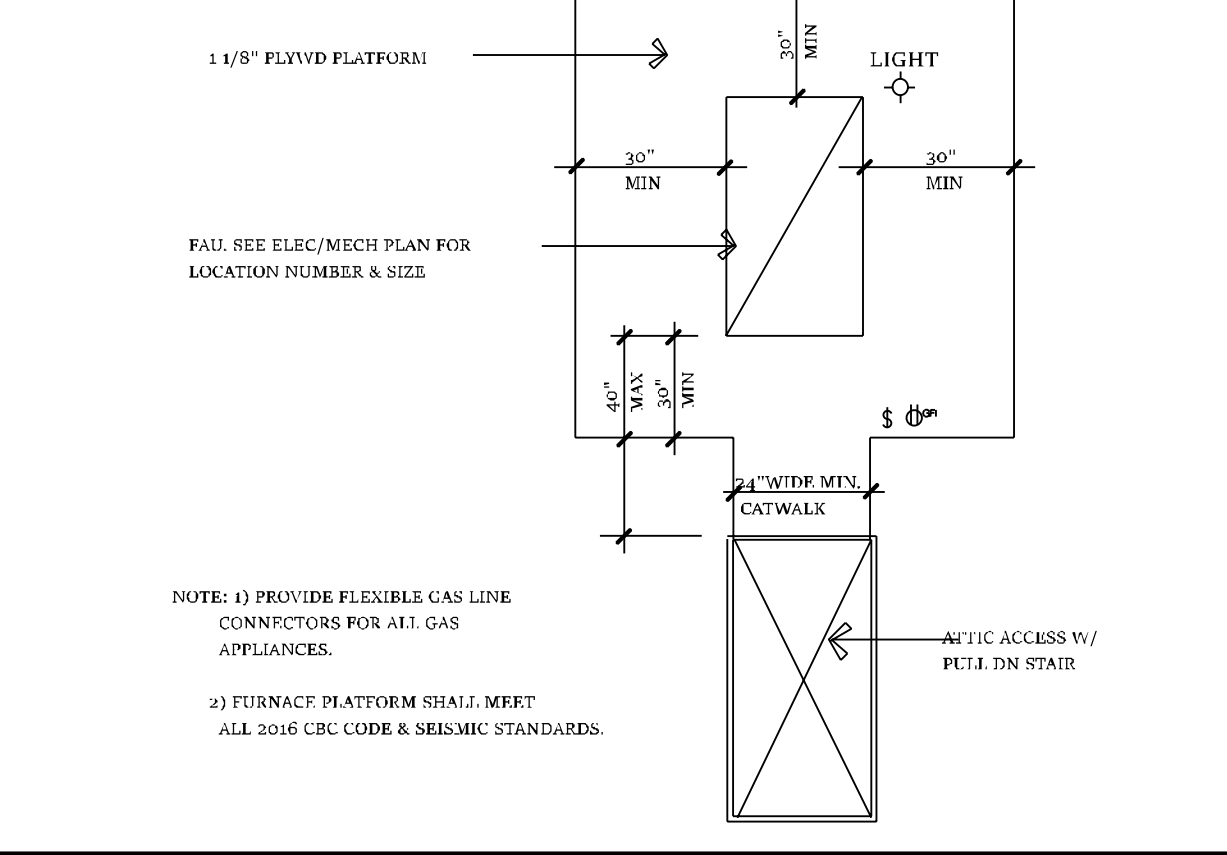 30"
MIN
1 1/8" PLYWD PLATFORM
LIGHT
30"
MIN
30"
MIN
FAU. SEE ELEC/MECH PLAN FOR
LOCATION NUMBER & SIZE
40"
MAX
30"
MIN
$ GFI
24"WIDE MIN.
CATWALK
NOTE: 1) PROVIDE FLEXIBLE GAS LINE
CONNECTORS FOR ALL GAS
APPLIANCES.
ATTIC ACCESS W/
PULL DN STAIR
2) FURNACE PLATFORM SHALL MEET
ALL 2016 CBC CODE & SEISMIC STANDARDS.